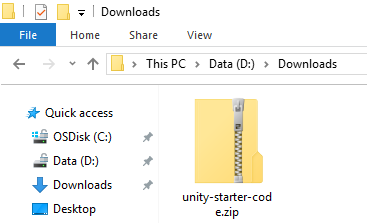 Downloads
File Home Share View
This PC Data (D:) Downloads
Quick access
OSDisk (C:)
Data (D:)
Downloads
Desktop
unity-starter-cod
e.zip